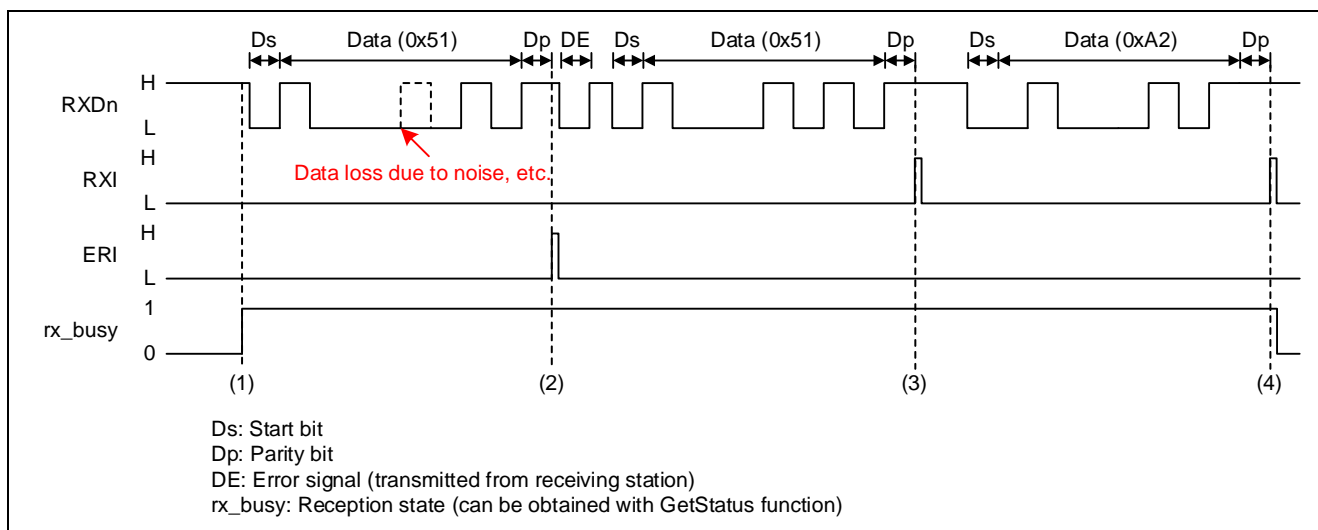 Ds Data (0x51) Dp DE Ds Data (0x51) Dp Ds Data (0xA2) Dp
H
RXDn
L
Data loss due to noise, etc.
H
RXI
L
H
ERI
L
1
rx_busy
0
(1) (2) (3) (4)
Ds: Start bit
Dp: Parity bit
DE: Error signal (transmitted from receiving station)
rx_busy: Reception state (can be obtained with GetStatus function)